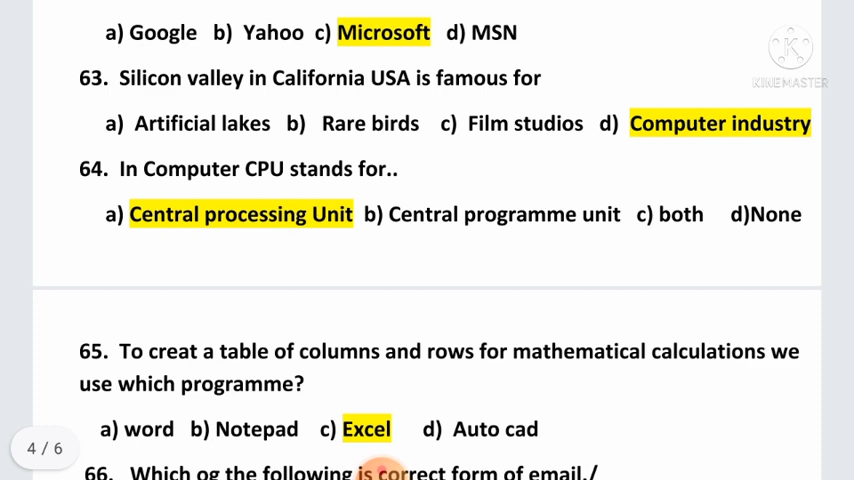 a) Google b) Yahoo c) Microsoft d) MSN
KINEMASTER
63. Silicon valley in California USA is famous for
a) Artificial lakes b) Rare birds c) Film studios d) Computer industry
64. In Computer CPU stands for..
a) Central processing Unit b) Central programme unit c) both d)None
65. To creat a table of columns and rows for mathematical calculations we
use which programme?
a) word b) Notepad c) Excel d) Auto cad
4 / 6
66. Which og the following is correct form of email./